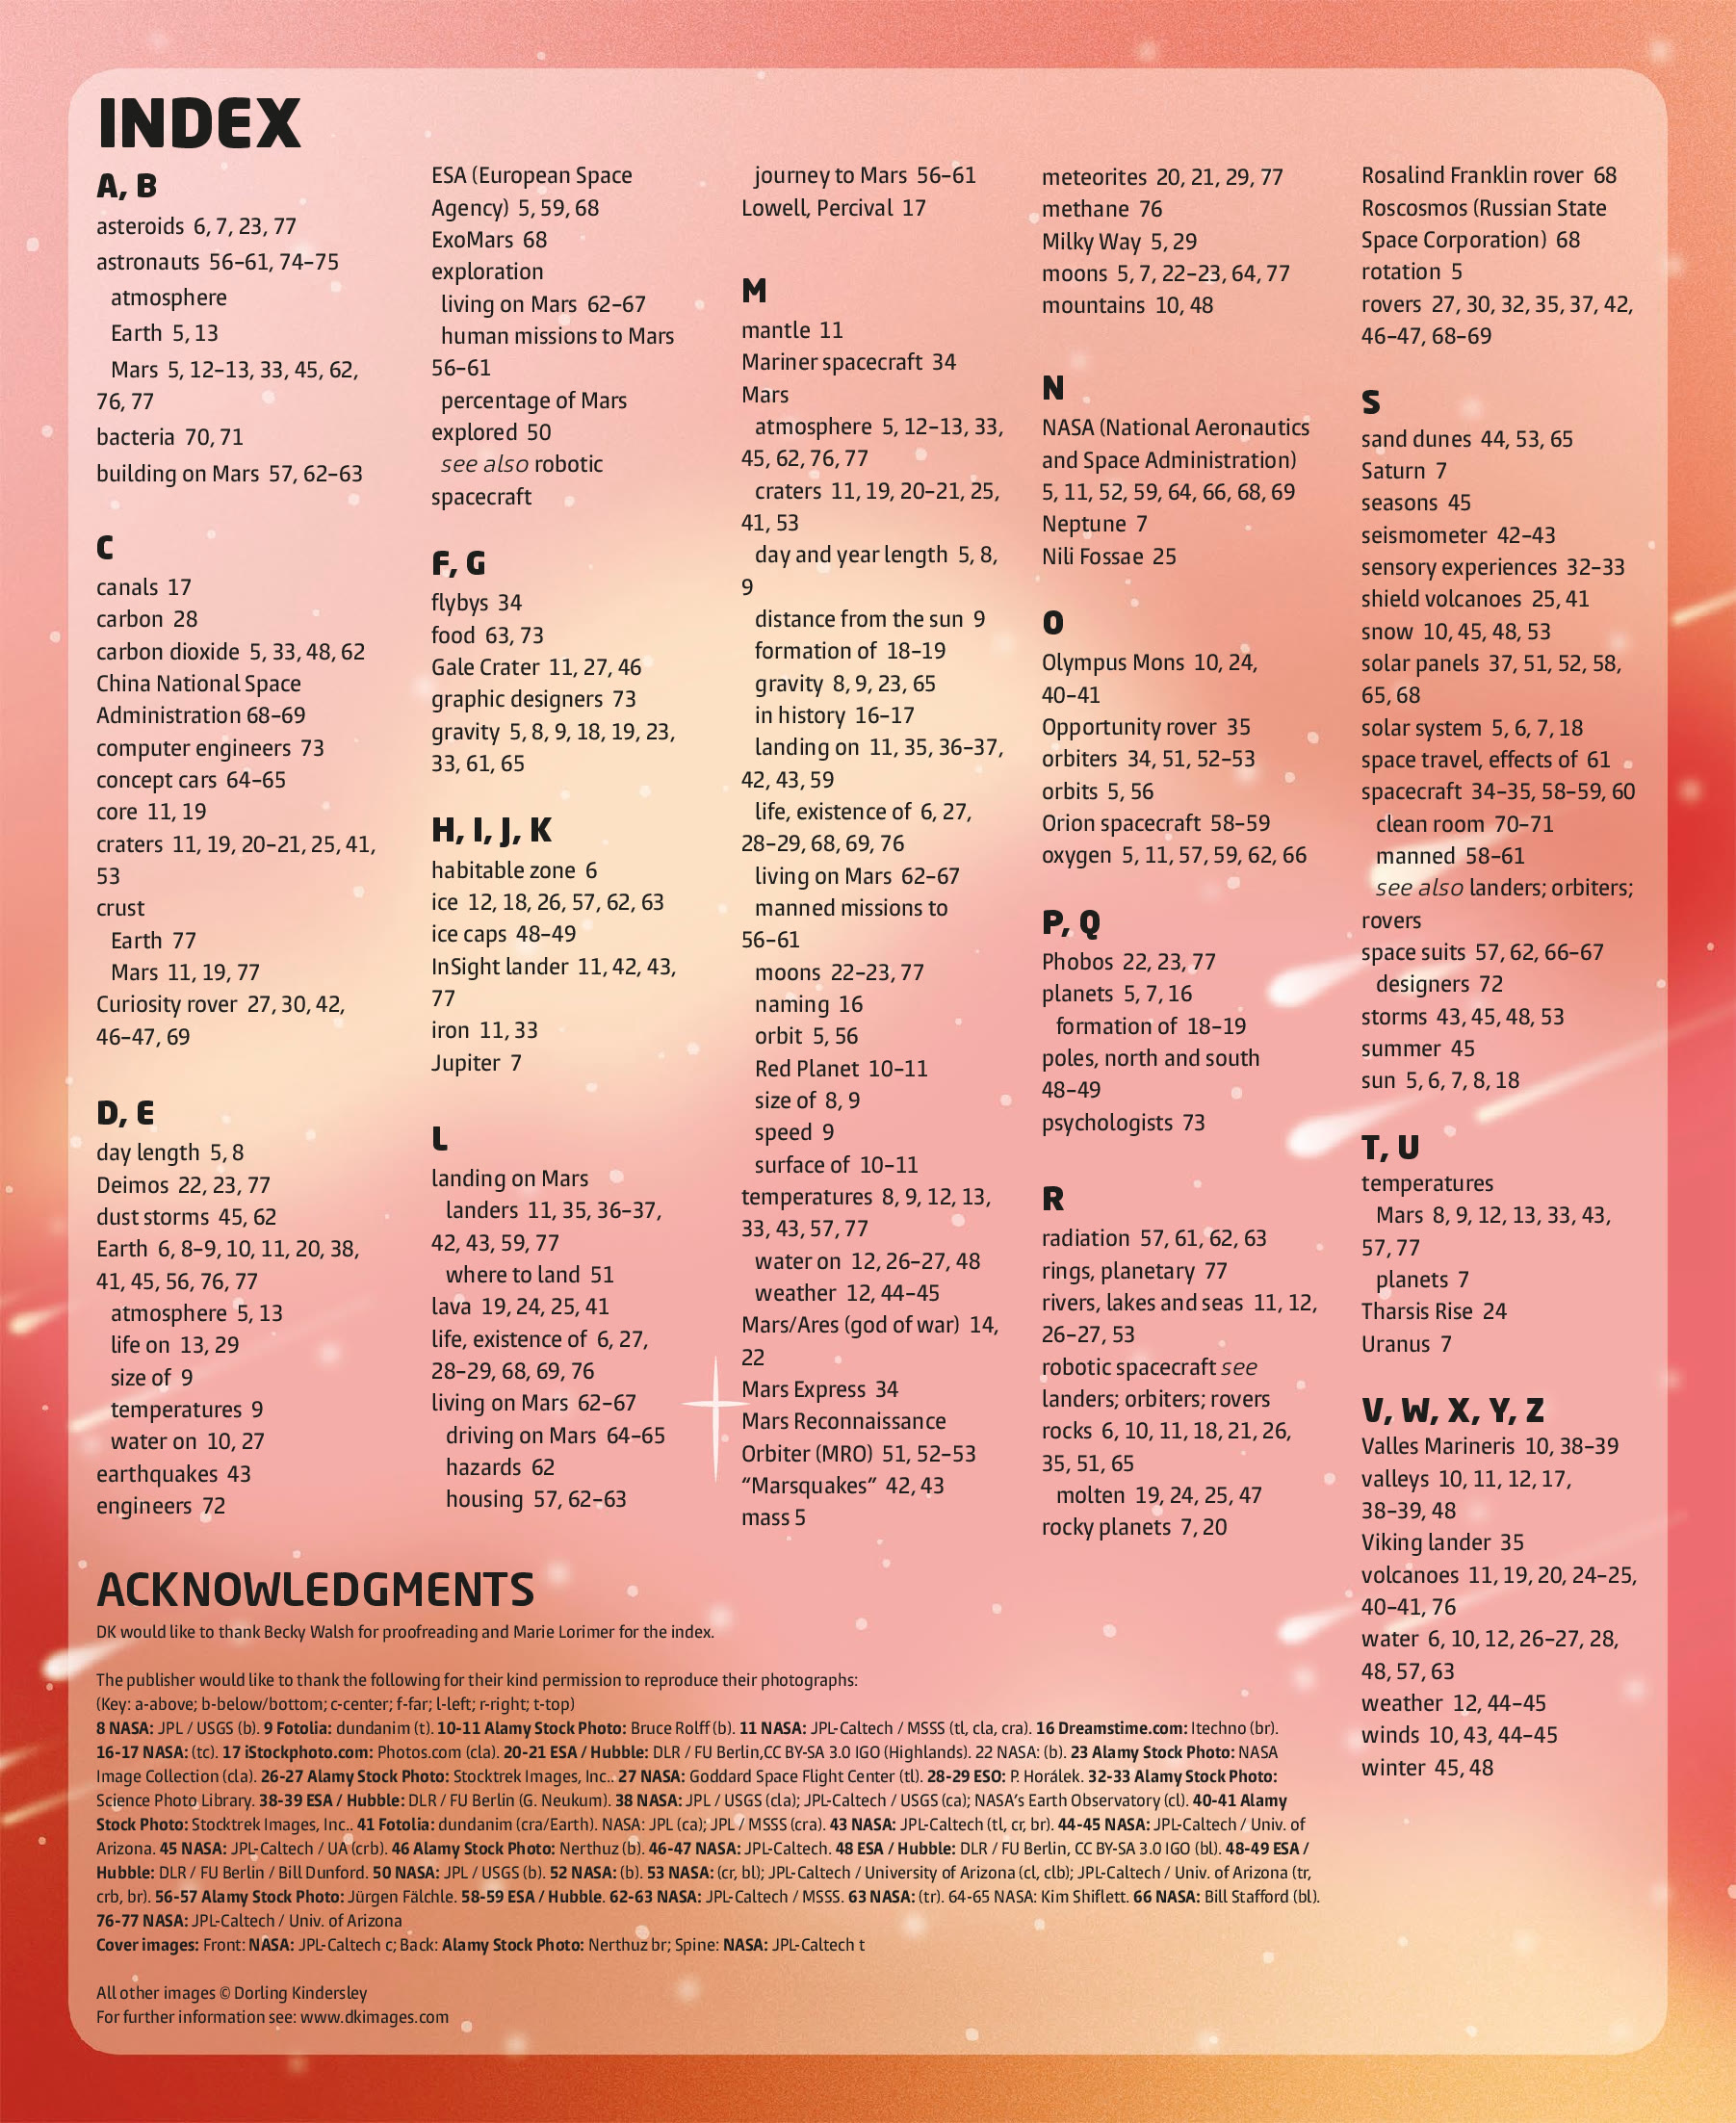 INDEX
A, B
asteroids 6, 7, 23, 77
astronauts 56–61, 74–75
atmosphere
Earth 5, 13
Mars 5, 12–13, 33, 45, 62,
76, 77
bacteria 70, 71
building on Mars 57, 62–63
C
canals 17
carbon 28
carbon dioxide 5, 33, 48, 62
China National Space
Administration 68–69
computer engineers 73
concept cars 64–65
core 11, 19
craters 11, 19, 20–21, 25, 41,
53
crust
Earth 77
Mars 11, 19, 77
Curiosity rover 27, 30, 42,
46–47, 69
D, E
day length 5, 8
Deimos 22, 23, 77
dust storms 45, 62
Earth 6, 8–9, 10, 11, 20, 38,
41, 45, 56, 76, 77
atmosphere 5, 13
life on 13, 29
size of 9
temperatures 9
water on 10, 27
earthquakes 43
engineers 72
ESA (European Space
Agency) 5, 59, 68
ExoMars 68
exploration
living on Mars 62–67
human missions to Mars
56–61
percentage of Mars
explored 50
see also robotic
spacecraft
F, G
flybys 34
food 63, 73
Gale Crater 11, 27, 46
graphic designers 73
gravity 5, 8, 9, 18, 19, 23,
33, 61, 65
H, I, J, K
habitable zone 6
ice 12, 18, 26, 57, 62, 63
ice caps 48–49
InSight lander 11, 42, 43,
77
iron 11, 33
Jupiter 7
L
landing on Mars
landers 11, 35, 36–37,
42, 43, 59, 77
where to land 51
lava 19, 24, 25, 41
life, existence of 6, 27,
28–29, 68, 69, 76
living on Mars 62–67
driving on Mars 64–65
hazards 62
housing 57, 62–63
journey to Mars 56–61
Lowell, Percival 17
M
mantle 11
Mariner spacecraft 34
Mars
atmosphere 5, 12–13, 33,
45, 62, 76, 77
craters 11, 19, 20–21, 25,
41, 53
day and year length 5, 8,
9
distance from the sun 9
formation of 18–19
gravity 8, 9, 23, 65
in history 16–17
landing on 11, 35, 36–37,
42, 43, 59
life, existence of 6, 27,
28–29, 68, 69, 76
living on Mars 62–67
manned missions to
56–61
moons 22–23, 77
naming 16
orbit 5, 56
Red Planet 10–11
size of 8, 9
speed 9
surface of 10–11
temperatures 8, 9, 12, 13,
33, 43, 57, 77
water on 12, 26–27, 48
weather 12, 44–45
Mars/Ares (god of war) 14,
22
Mars Express 34
Mars Reconnaissance
Orbiter (MRO) 51, 52–53
“Marsquakes” 42, 43
mass 5
meteorites 20, 21, 29, 77
methane 76
Milky Way 5, 29
moons 5, 7, 22–23, 64, 77
mountains 10, 48
N
NASA (National Aeronautics
and Space Administration)
5, 11, 52, 59, 64, 66, 68, 69
Neptune 7
Nili Fossae 25
O
Olympus Mons 10, 24,
40–41
Opportunity rover 35
orbiters 34, 51, 52–53
orbits 5, 56
Orion spacecraft 58–59
oxygen 5, 11, 57, 59, 62, 66
P, Q
Phobos 22, 23, 77
planets 5, 7, 16
formation of 18–19
poles, north and south
48–49
psychologists 73
R
radiation 57, 61, 62, 63
rings, planetary 77
rivers, lakes and seas 11, 12,
26–27, 53
robotic spacecraft see
landers; orbiters; rovers
rocks 6, 10, 11, 18, 21, 26,
35, 51, 65
molten 19, 24, 25, 47
rocky planets 7, 20
Rosalind Franklin rover 68
Roscosmos (Russian State
Space Corporation) 68
rotation 5
rovers 27, 30, 32, 35, 37, 42,
46–47, 68–69
S
sand dunes 44, 53, 65
Saturn 7
seasons 45
seismometer 42–43
sensory experiences 32–33
shield volcanoes 25, 41
snow 10, 45, 48, 53
solar panels 37, 51, 52, 58,
65, 68
solar system 5, 6, 7, 18
space travel, effects of 61
spacecraft 34–35, 58–59, 60
clean room 70–71
manned 58–61
see also landers; orbiters;
rovers
space suits 57, 62, 66–67
designers 72
storms 43, 45, 48, 53
summer 45
sun 5, 6, 7, 8, 18
T, U
temperatures
Mars 8, 9, 12, 13, 33, 43,
57, 77
planets 7
Tharsis Rise 24
Uranus 7
V, W, X, Y, Z
Valles Marineris 10, 38–39
valleys 10, 11, 12, 17,
38–39, 48
Viking lander 35
volcanoes 11, 19, 20, 24–25,
40–41, 76
water 6, 10, 12, 26–27, 28,
48, 57, 63
weather 12, 44–45
winds 10, 43, 44–45
winter 45, 48
ACKNOWLEDGMENTS
DK would like to thank Becky Walsh for proofreading and Marie Lorimer for the index.
The publisher would like to thank the following for their kind permission to reproduce their photographs:
(Key: a-above; b-below/bottom; c-center; f-far; l-left; r-right; t-top)
8 NASA: JPL / USGS (b). 9 Fotolia: dundanim (t). 10-11 Alamy Stock Photo: Bruce Rolff (b). 11 NASA: JPL-Caltech / MSSS (tl, cla, cra). 16 Dreamstime.com: Itechno (br).
16-17 NASA: (tc). 17 iStockphoto.com: Photos.com (cla). 20-21 ESA / Hubble: DLR / FU Berlin,CC BY-SA 3.0 IGO (Highlands). 22 NASA: (b). 23 Alamy Stock Photo: NASA
Image Collection (cla). 26-27 Alamy Stock Photo: Stocktrek Images, Inc.. 27 NASA: Goddard Space Flight Center (tl). 28-29 ESO: P. Horálek. 32-33 Alamy Stock Photo:
Science Photo Library. 38-39 ESA / Hubble: DLR / FU Berlin (G. Neukum). 38 NASA: JPL / USGS (cla); JPL-Caltech / USGS (ca); NASA’s Earth Observatory (cl). 40-41 Alamy
Stock Photo: Stocktrek Images, Inc.. 41 Fotolia: dundanim (cra/Earth). NASA: JPL (ca); JPL / MSSS (cra). 43 NASA: JPL-Caltech (tl, cr, br). 44-45 NASA: JPL-Caltech / Univ. of
Arizona. 45 NASA: JPL-Caltech / UA (crb). 46 Alamy Stock Photo: Nerthuz (b). 46-47 NASA: JPL-Caltech. 48 ESA / Hubble: DLR / FU Berlin, CC BY-SA 3.0 IGO (bl). 48-49 ESA /
Hubble: DLR / FU Berlin / Bill Dunford. 50 NASA: JPL / USGS (b). 52 NASA: (b). 53 NASA: (cr, bl); JPL-Caltech / University of Arizona (cl, clb); JPL-Caltech / Univ. of Arizona (tr,
crb, br). 56-57 Alamy Stock Photo: Jürgen Fälchle. 58-59 ESA / Hubble. 62-63 NASA: JPL-Caltech / MSSS. 63 NASA: (tr). 64-65 NASA: Kim Shiflett. 66 NASA: Bill Stafford (bl).
76-77 NASA: JPL-Caltech / Univ. of Arizona
Cover images: Front: NASA: JPL-Caltech c; Back: Alamy Stock Photo: Nerthuz br; Spine: NASA: JPL-Caltech t
All other images © Dorling Kindersley
For further information see: www.dkimages.com